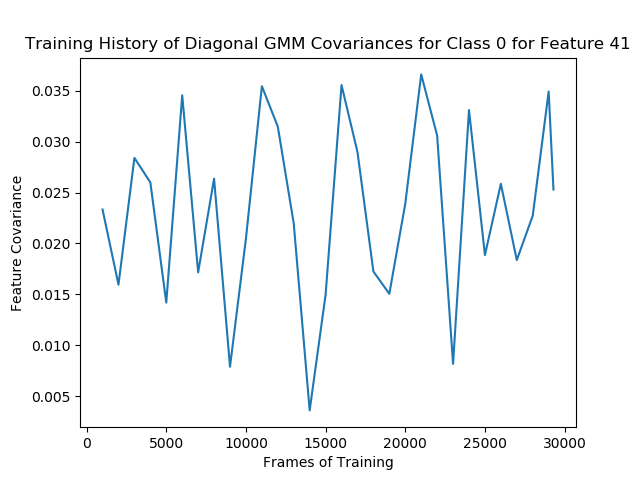 Training History of Diagonal GMM Covariances for Class 0 for Feature 41
0.035
0.030
0.025
0.020
0.015
0.010
0.005
Feature Covariance
0 5000 10000 15000 20000 25000 30000
Frames of Training